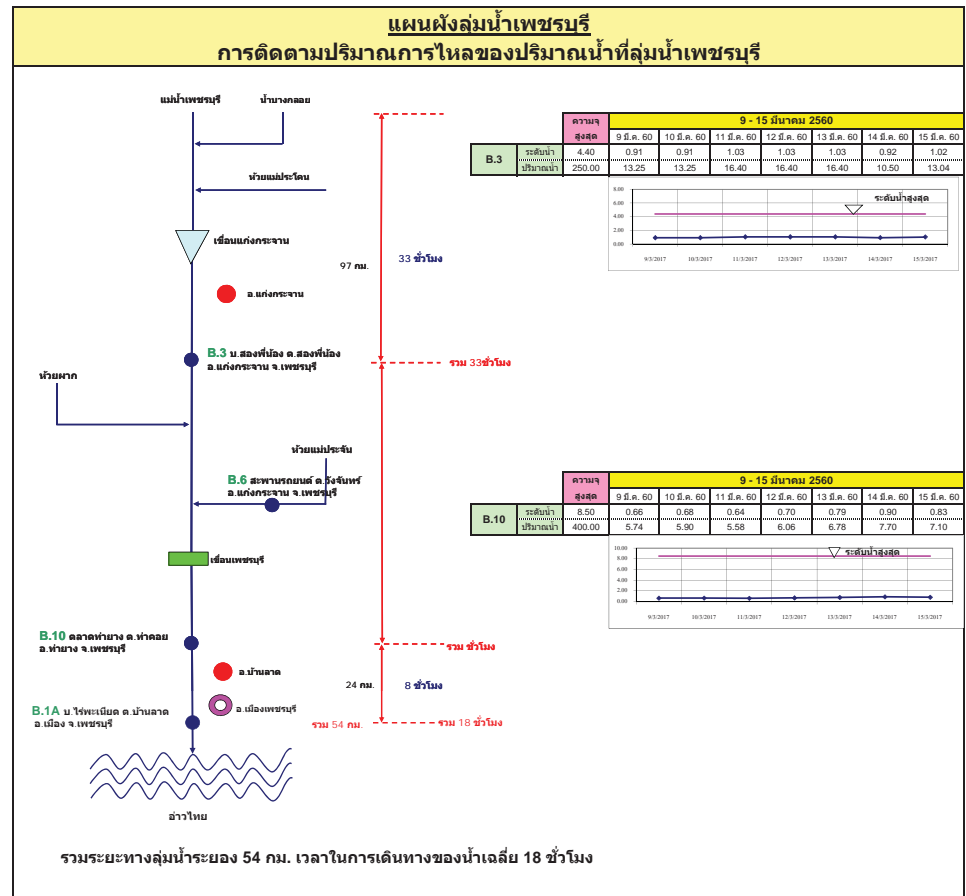 แผนผังลุ่มน้ำเพชรบุรี
การติดตามปริมาณการไหลของปริมาณน้ำที่ลุ่มน้ำเพชรบุรี
แม่น้ำเพชรบุรี
น้ำบางกลอย
ห้วยแม่ประโดน
เขื่อนแก่งกระจาน
97 กม.
33 ชั่วโมง
อ.แก่งกระจาน
B.3 บ.สองพี่น้อง ต.สองพี่น้อง
อ.แก่งกระจาน จ.เพชรบุรี
รวม 33ชั่วโมง
ห้วยผาก
ห้วยแม่ประจัน
B.6 สะพานรถยนต์ ต.วังจันทร์
อ.แก่งกระจาน จ.เพชรบุรี
เขื่อนเพชรบุรี
B.10 ตลาดท่ายาง ต.ท่าคอย
อ.ท่ายาง จ.เพชรบุรี
รวม ชั่วโมง
อ.บ้านลาด
24 กม.
8 ชั่วโมง
อ.เมืองเพชรบุรี
B.1A บ.ไร่พะเนียด ต.บ้านลาด
อ.เมือง จ.เพชรบุรี
รวม 54 กม.
รวม 18 ชั่วโมง
อ่าวไทย
รวมระยะทางลุ่มน้ำระยอง 54 กม. เวลาในการเดินทางของน้ำเฉลี่ย 18 ชั่วโมง
ความจุ 9 - 15 มีนาคม 2560
สูงสุด 9 มี.ค. 60 10 มี.ค. 60 11 มี.ค. 60 12 มี.ค. 60 13 มี.ค. 60 14 มี.ค. 60 15 มี.ค. 60
B.3
ระดับน้ำ 4.40 0.91 0.91 1.03 1.03 1.03 0.92 1.02
ปริมาณน้ำ 250.00 13.25 13.25 16.40 16.40 16.40 10.50 13.04
8.00
6.00
4.00
2.00
0.00
ระดับน้ำสูงสุด
9/3/2017 10/3/2017 11/3/2017 12/3/2017 13/3/2017 14/3/2017 15/3/2017
ความจุ 9 - 15 มีนาคม 2560
สูงสุด 9 มี.ค. 60 10 มี.ค. 60 11 มี.ค. 60 12 มี.ค. 60 13 มี.ค. 60 14 มี.ค. 60 15 มี.ค. 60
B.10
ระดับน้ำ 8.50 0.66 0.68 0.64 0.70 0.79 0.90 0.83
ปริมาณน้ำ 400.00 5.74 5.90 5.58 6.06 6.78 7.70 7.10
10.00
8.00
6.00
4.00
2.00
0.00
ระดับน้ำสูงสุด
9/3/2017 10/3/2017 11/3/2017 12/3/2017 13/3/2017 14/3/2017 15/3/2017